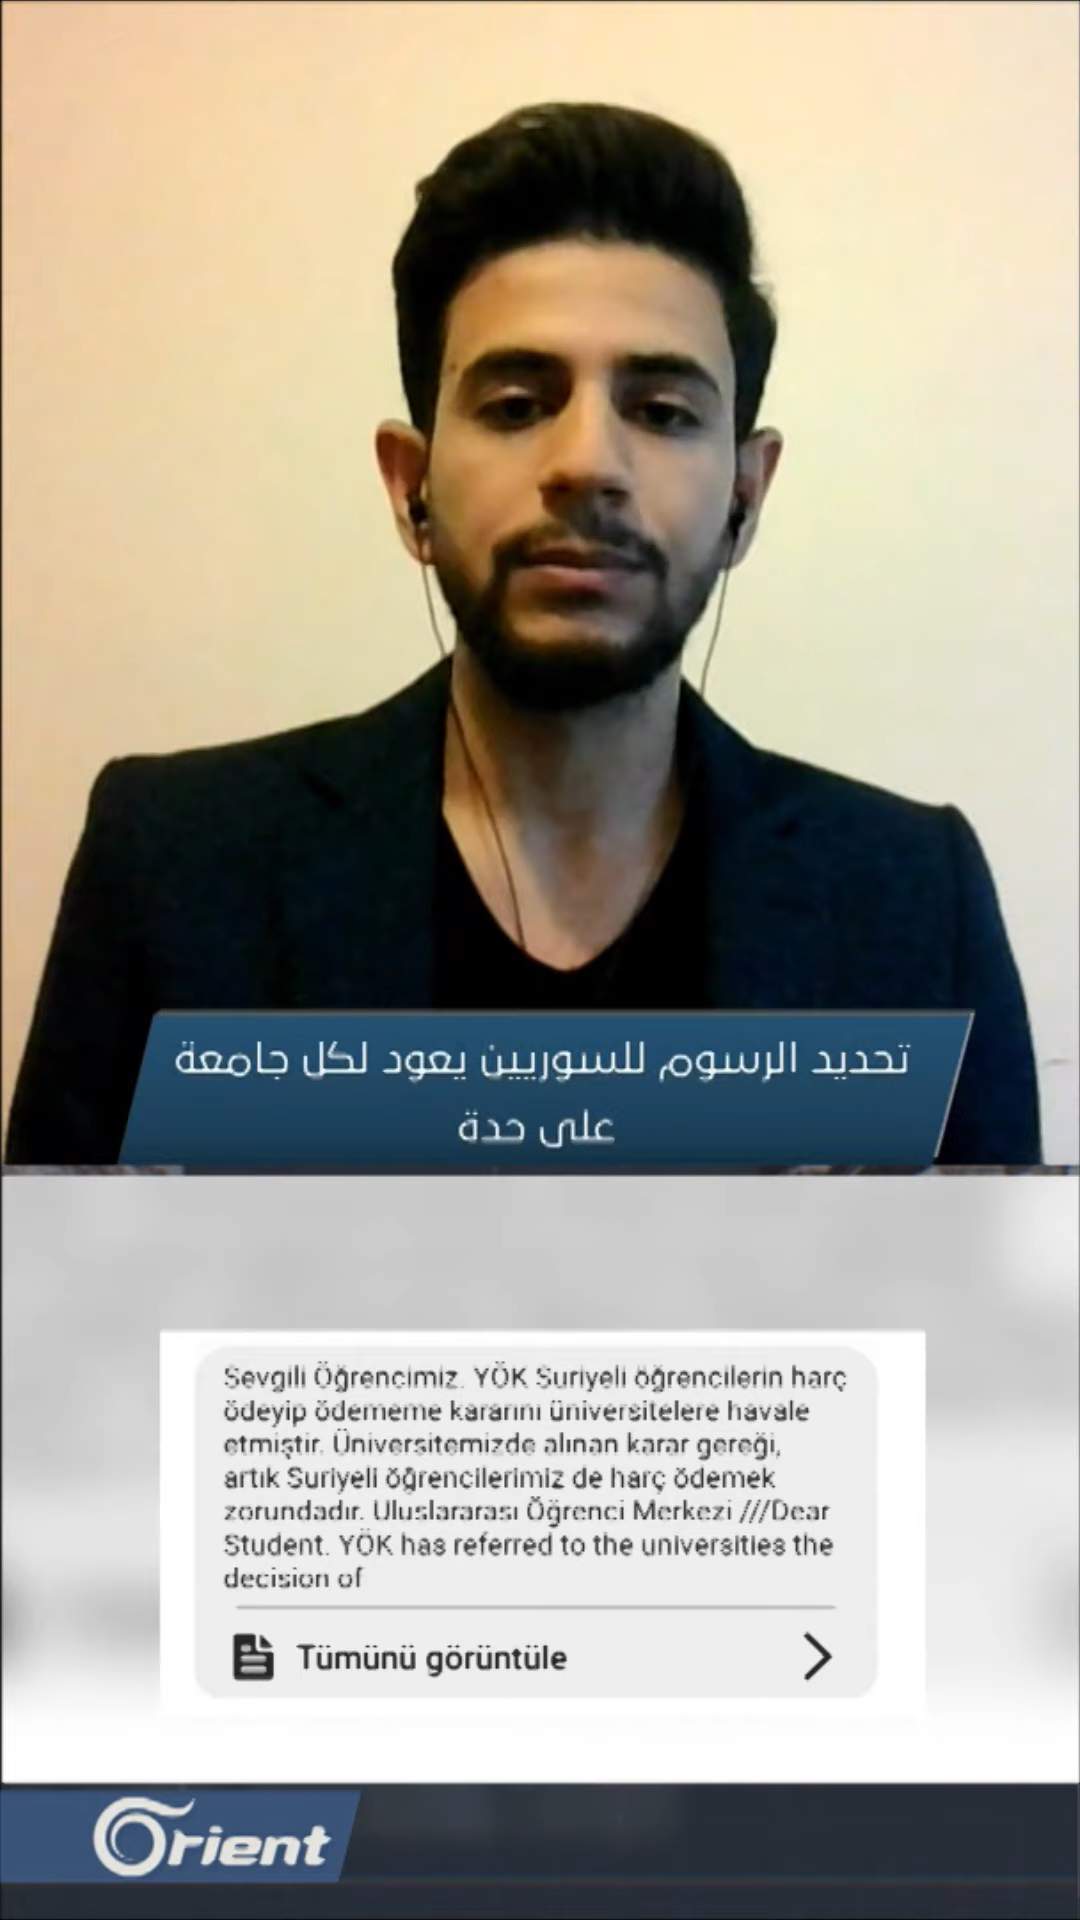 تحديد الرسوم للسوريين يعود لكل جامعة
على حدة
Sevgili Öğrencimiz. YÖK Suriyeli öğrencilerin harç
ödeyip ödememe kararını üniversitelere havale
etmiştir. Üniversitemizde alınan karar gereği,
artık Suriyeli öğrencilerimiz de harç ödemek
zorundadır. Uluslararası Öğrenci Merkezi ///Dear
Student. YÖK has referred to the universities the
decision of
Tümünü görüntüle
Orient